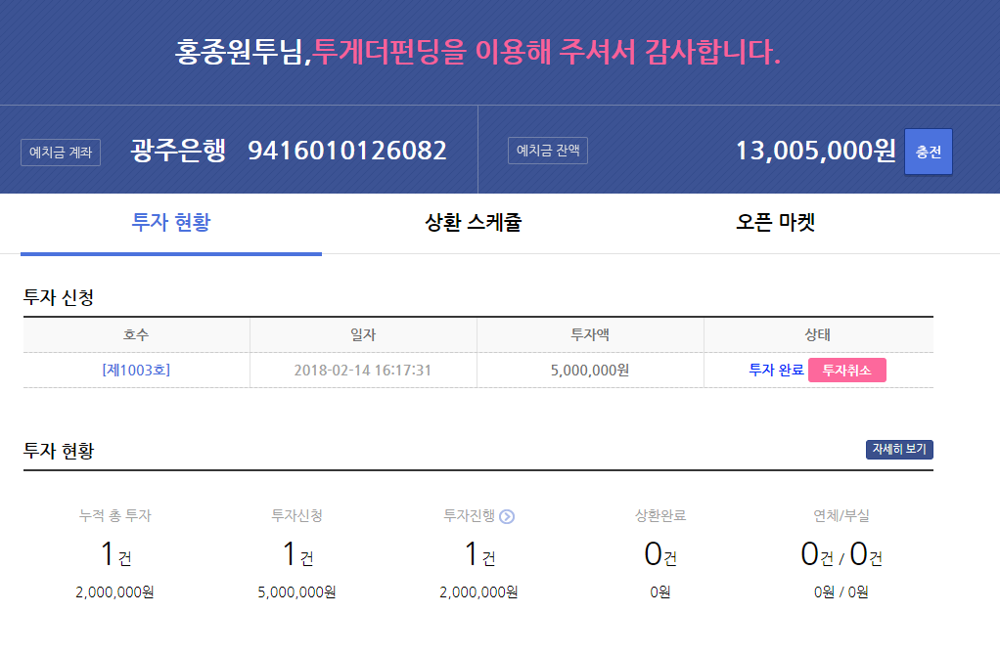 홍종원투님,투게더펀딩을 이용해 주셔서 감사합니다.
예치금 계좌 광주은행 9416010126082 예치금 잔액 13,005,000원 충전
투자 현황 상환 스케쥴 오픈 마켓
투자 신청
호수 일자 투자액 상태
[제1003호] 2018-02-14 16:17:31 5,000,000원 투자 완료 투자취소
투자 현황 자세히 보기
누적 총 투자 투자신청 투자진행 상환완료 연체/부실
1건 1건 1건 0건 0건 / 0건
2,000,000원 5,000,000원 2,000,000원 0원 0원 / 0원